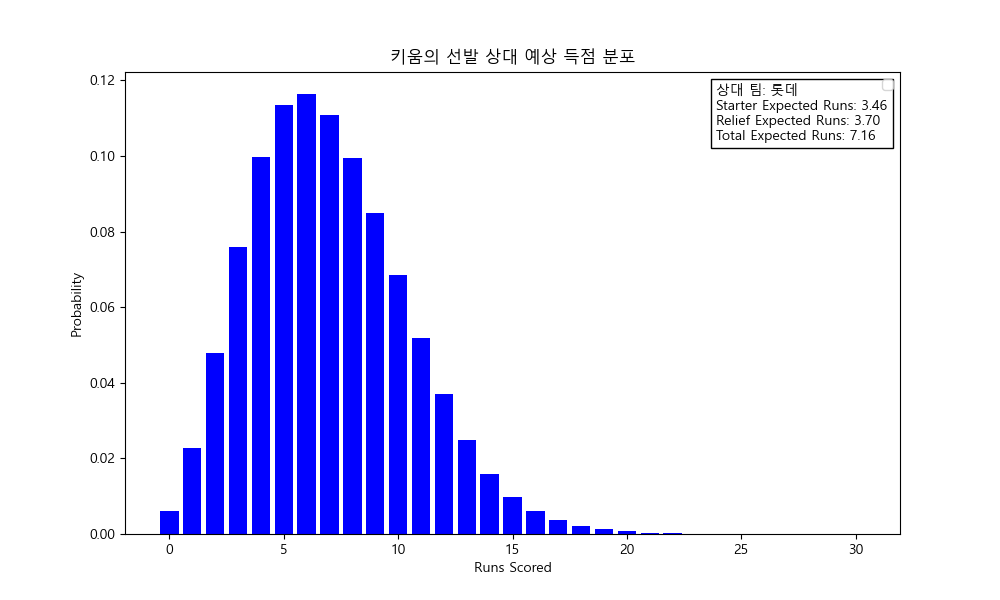 키움의 선발 상대 예상 득점 분포
상대 팀: 롯데
Starter Expected Runs: 3.46
Relief Expected Runs: 3.70
Total Expected Runs: 7.16
0.12
0.10
0.08
0.06
0.04
0.02
0.00
Probability
0 5 10 15 20 25 30
Runs Scored